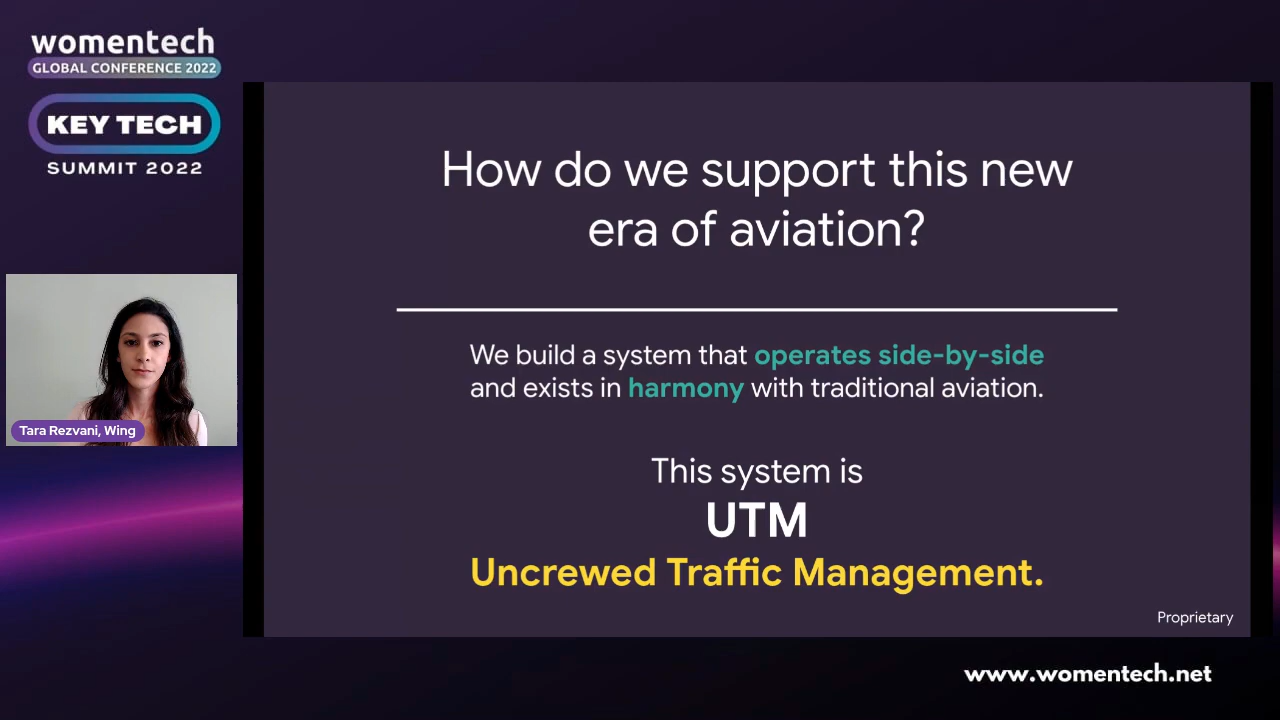 womentech
GLOBAL CONFERENCE 2022
KEY TECH
SUMMIT 2022
Tara Rezvani, Wing
How do we support this new
era of aviation?
We build a system that operates side-by-side
and exists in harmony with traditional aviation.
This system is
UTM
Uncrewed Traffic Management.
Proprietary
www.womentech.net